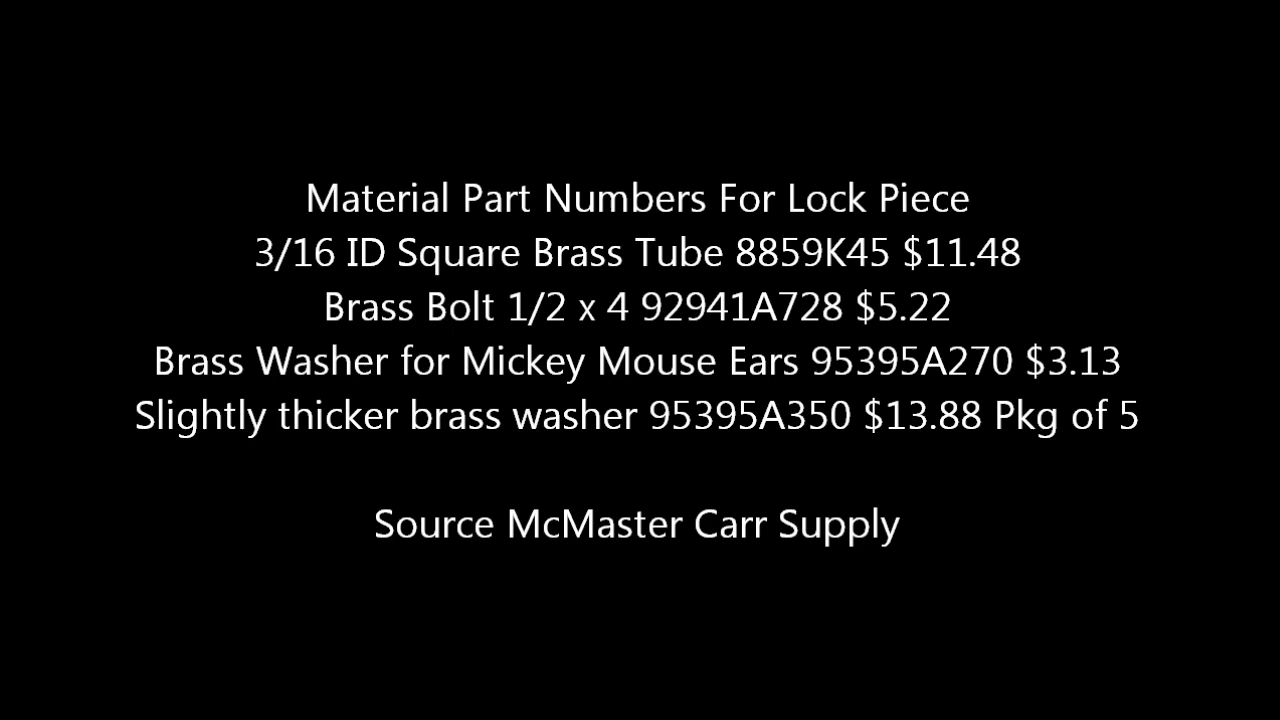 Material Part Numbers For Lock Piece
3/16 ID Square Brass Tube 8859K45 $11.48
Brass Bolt 1/2 x 4 92941A728 $5.22
Brass Washer for Mickey Mouse Ears 95395A270 $3.13
Slightly thicker brass washer 95395A350 $13.88 Pkg of 5
Source McMaster Carr Supply